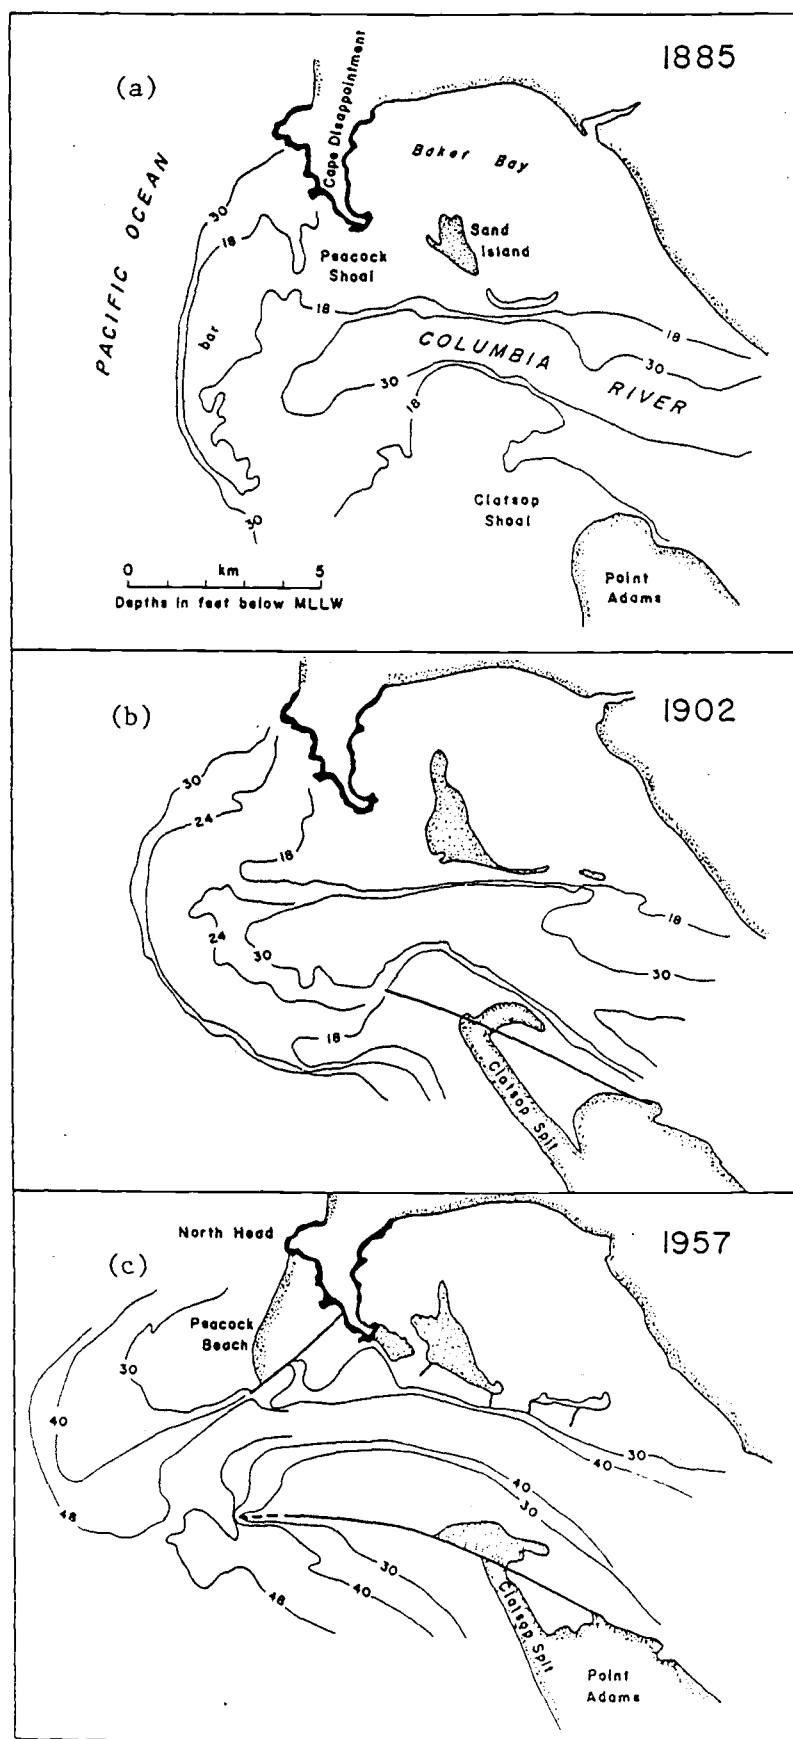 (a)
1885
Cape Disappointment
Baker Bay
PACIFIC OCEAN
30
18
Sand
Island
Peacock
Shoal
bar
18
18
COLUMBIA
30
RIVER
30
18
Clatsop
Shoal
30
0 km 5
Depths in feet below MLLW
Point
Adams
(b)
1902
30
24
18
18
24
30
30
18
Clatsop Spit
North Head
1957
(c)
Peacock
Beach
30
40
30
40
48
40
30
30
40
48
Clatsop Spit
Point
Adams